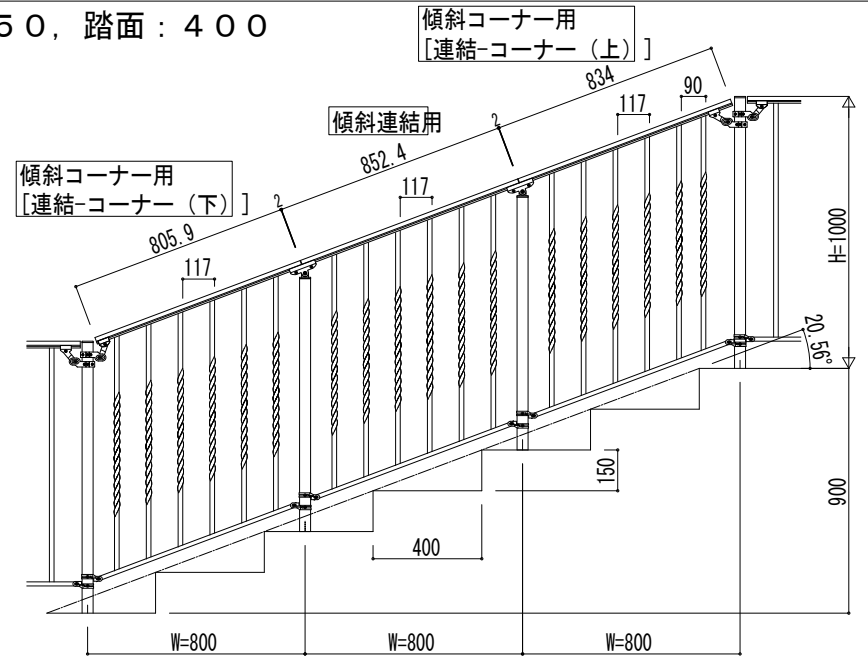 50, 踏面：400
傾斜コーナー用
[連結-コーナー（上）]
834
90
117
傾斜連結用
2
852.4
117
傾斜コーナー用
[連結-コーナー（下）]
2
805.9
117
H=1000
20.56°
150
900
400
W=800
W=800
W=800